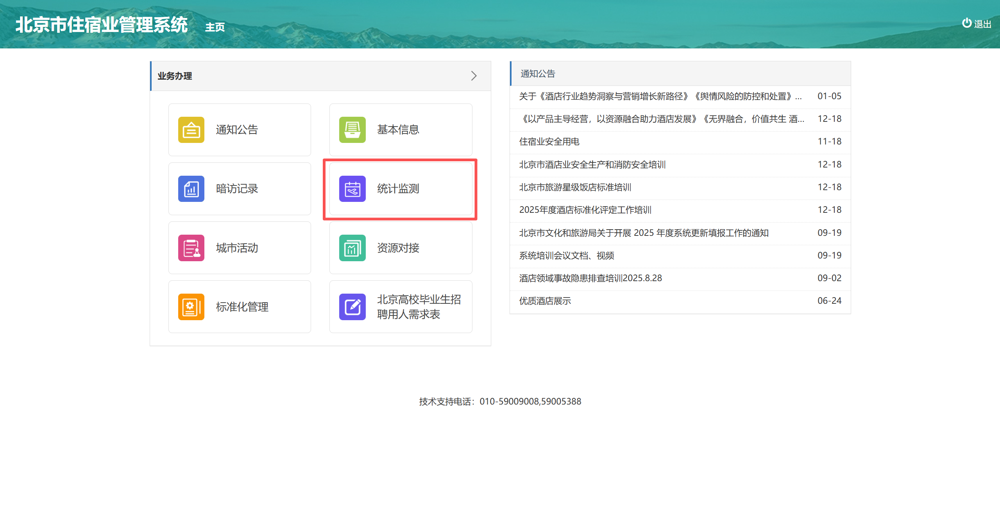 北京市住宿业管理系统
主页
退出
业务办理
通知公告
基本信息
暗访记录
统计监测
城市活动
资源对接
标准化管理
北京高校毕业生招
聘用人需求表
通知公告
关于《酒店行业趋势洞察与营销增长新路径》《舆情风险的防控和处置》... 01-05
《以产品主导经营，以资源融合助力酒店发展》《无界融合，价值共生 酒... 12-18
住宿业安全用电 11-18
北京市酒店业安全生产和消防安全培训 12-18
北京市旅游星级饭店标准培训 12-18
2025年度酒店标准化评定工作培训 12-18
北京市文化和旅游局关于开展 2025 年度系统更新填报工作的通知 09-19
系统培训会议文档、视频 09-19
酒店领域事故隐患排查培训2025.8.28 09-02
优质酒店展示 06-24
技术支持电话：010-59009008,59005388